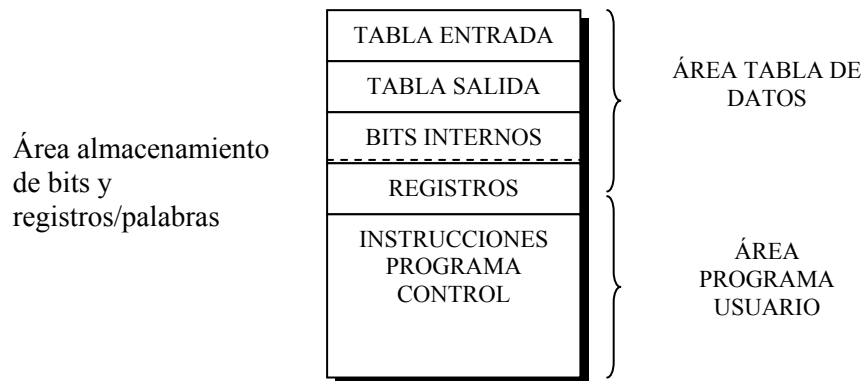 TABLA ENTRADA
TABLA SALIDA
BITS INTERNOS
REGISTROS
INSTRUCCIONES
PROGRAMA
CONTROL
Área almacenamiento
de bits y
registros/palabras
ÁREA TABLA DE
DATOS
ÁREA
PROGRAMA
USUARIO